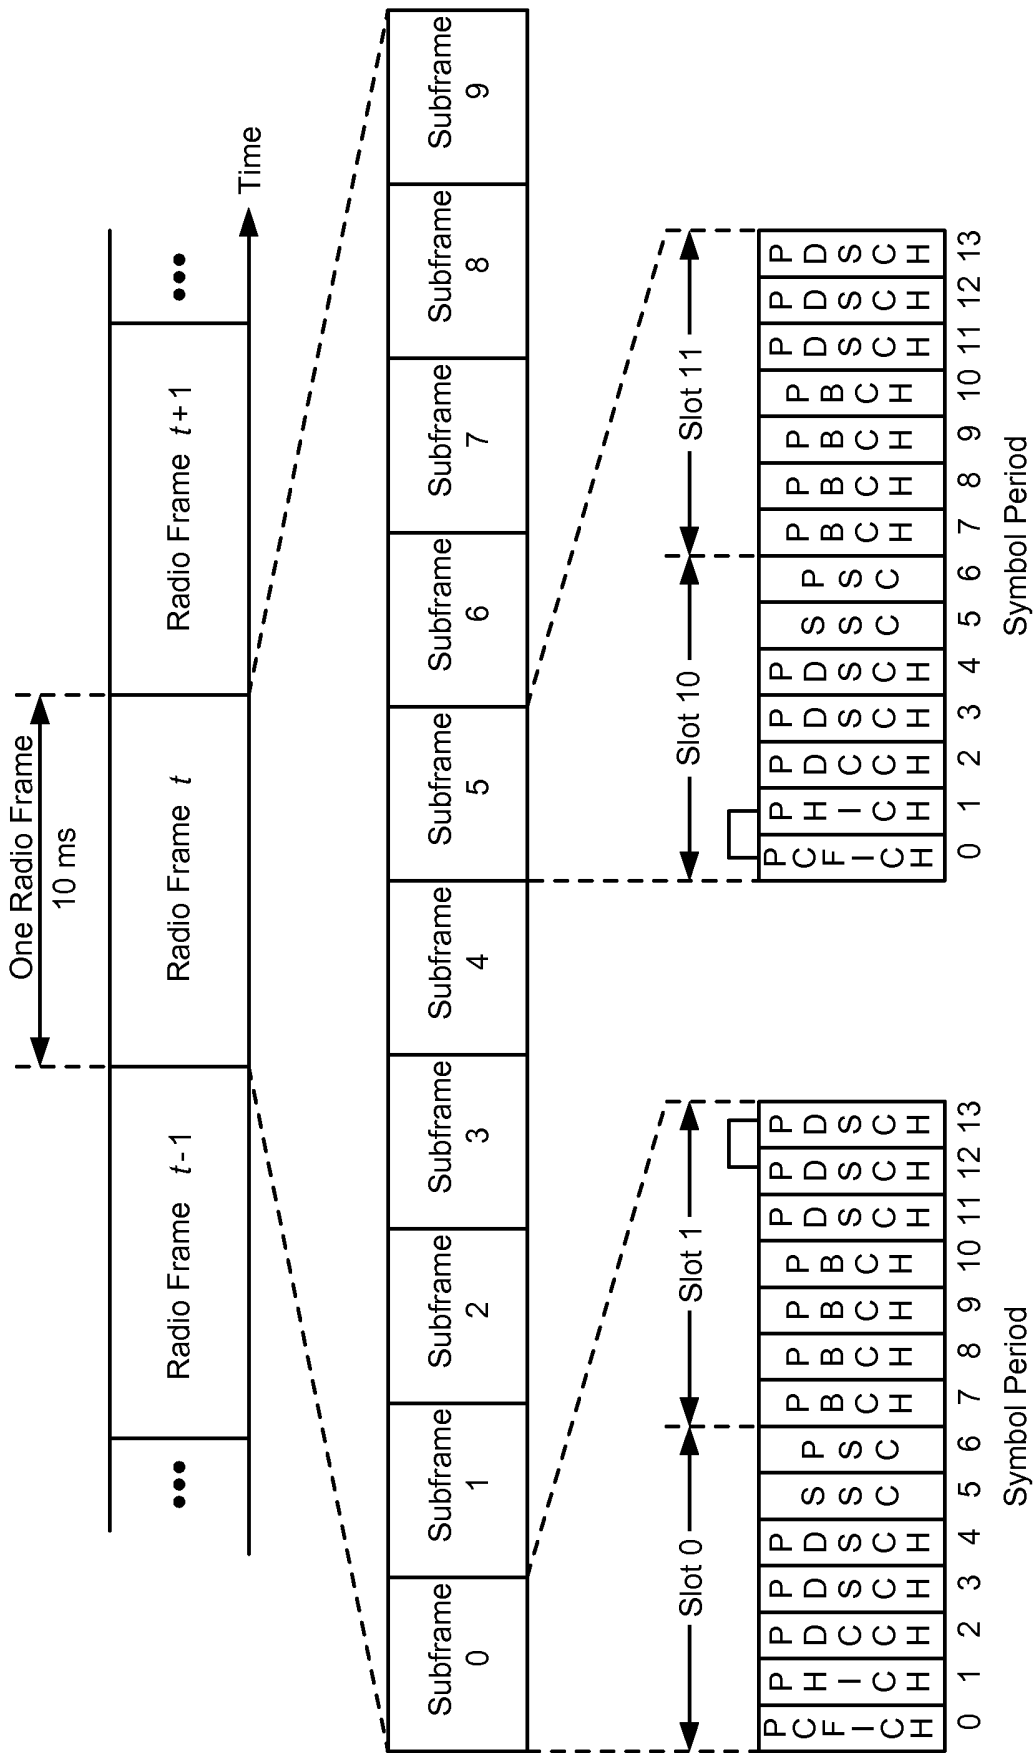 One Radio Frame
10 ms
Radio Frame t-1
Radio Frame t
Radio Frame t+1
Time
Subframe
0
Subframe
1
Subframe
2
Subframe
3
Subframe
4
Subframe
5
Subframe
6
Subframe
7
Subframe
8
Subframe
9
Slot 0
Slot 1
PCFICH
PHICH
PDCCH
PDSCH
PDSCH
SSC
PSC
PBCH
PBCH
PBCH
PBCH
PDSCH
PDSCH
PDSCH
0 1 2 3 4 5 6 7 8 9 10 11 12 13
Symbol Period
Slot 10
Slot 11
PCFICH
PHICH
PDCCH
PDSCH
PDSCH
SSC
PSC
PBCH
PBCH
PBCH
PBCH
PDSCH
PDSCH
PDSCH
0 1 2 3 4 5 6 7 8 9 10 11 12 13
Symbol Period